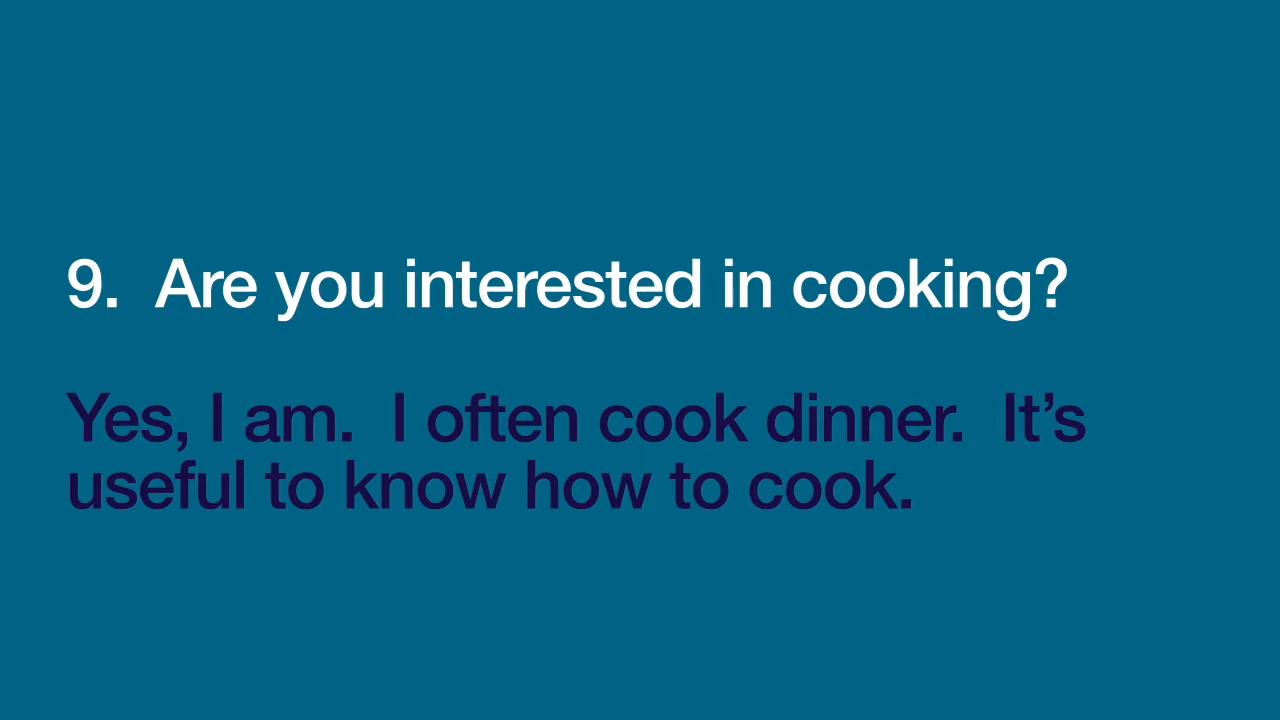 9.  Are you interested in cooking?
Yes, I am.  I often cook dinner.  It’s
useful to know how to cook.